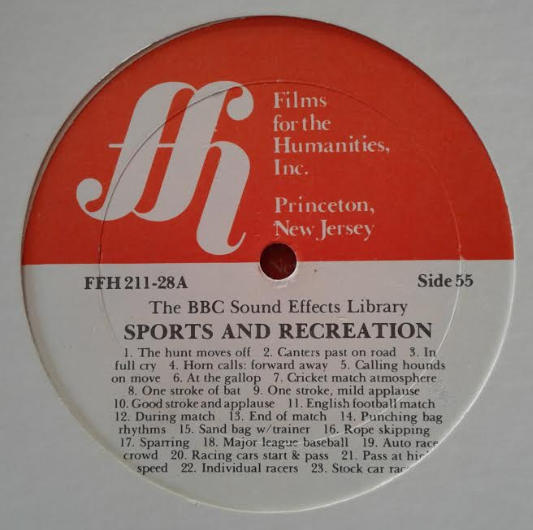 ffh
Films
for the
Humanities,
Inc.
Princeton,
New Jersey
FFH 211-28A
Side 55
The BBC Sound Effects Library
SPORTS AND RECREATION
1. The hunt moves off 2. Canters past on road 3. In
full cry 4. Horn calls: forward away 5. Calling hounds
on move 6. At the gallop 7. Cricket match atmosphere
8. One stroke of bat 9. One stroke, mild applause
10. Good stroke and applause 11. English football match
12. During match 13. End of match 14. Punching bag
rhythms 15. Sand bag w/trainer 16. Rope skipping
17. Sparring 18. Major league baseball 19. Auto race
crowd 20. Racing cars start & pass 21. Pass at
speed 22. Individual racers 23. Stock car